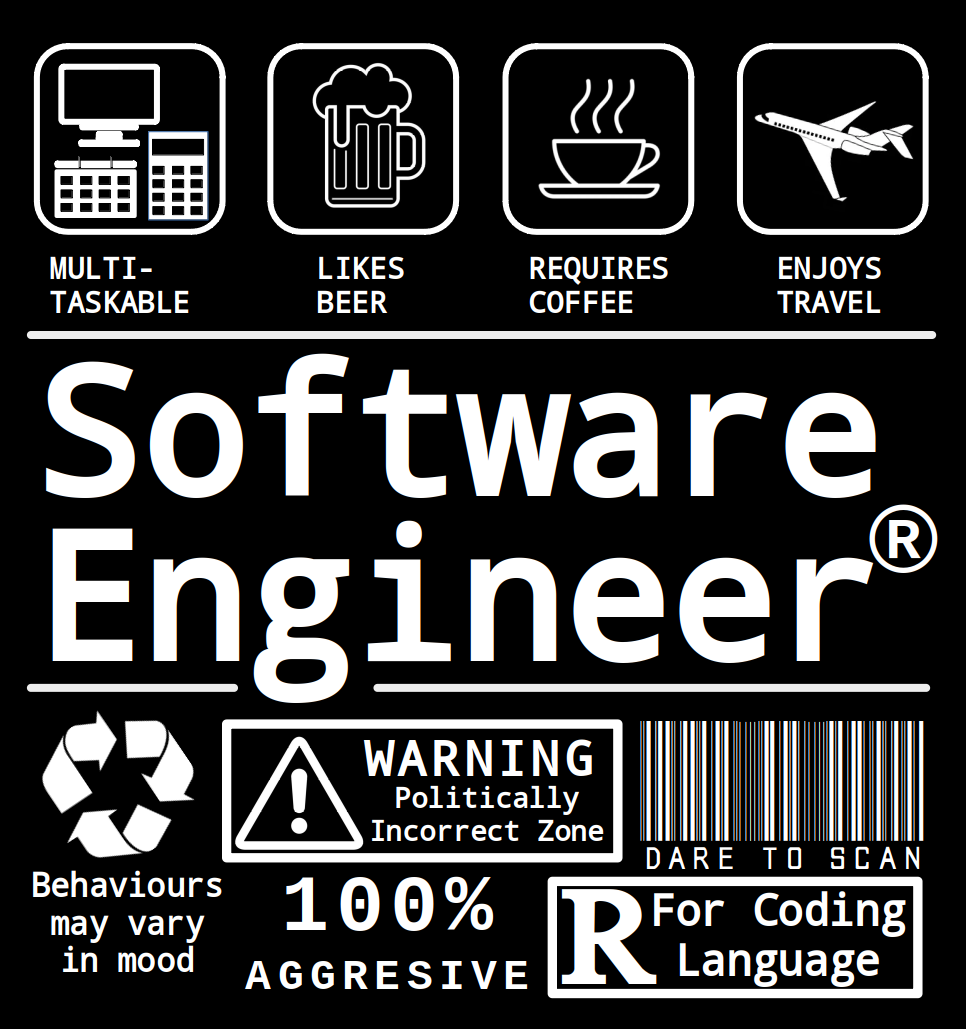 MULTI-
TASKABLE
LIKES
BEER
REQUIRES
COFFEE
ENJOYS
TRAVEL
Software
Engineer®
WARNING
Politically
Incorrect Zone
DARE TO SCAN
Behaviours
may vary
in mood
100%
AGGRESIVE
R For Coding
Language